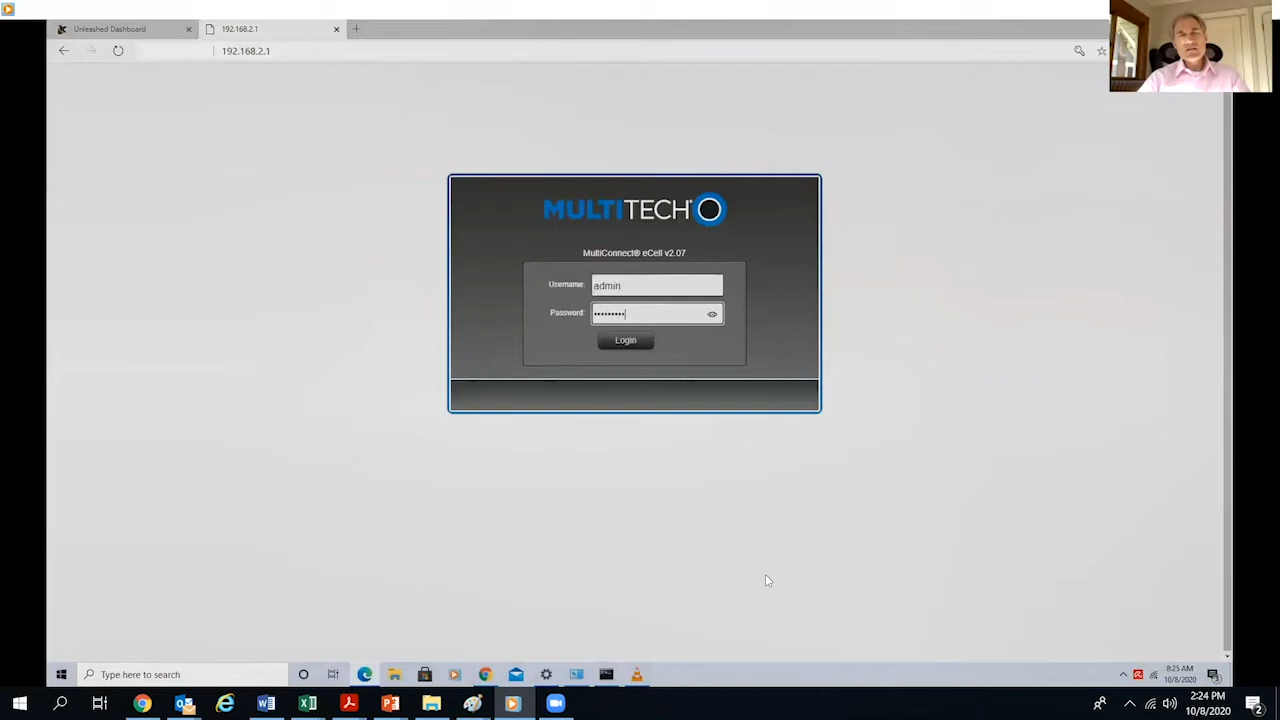 Unleashed Dashboard
192.168.2.1
192.168.2.1
MULTITECH
MultiConnect® eCell v2.07
Username: admin
Password: •••••••••
Login
Type here to search
8:25 AM
10/8/2020
2:24 PM
10/8/2020
2